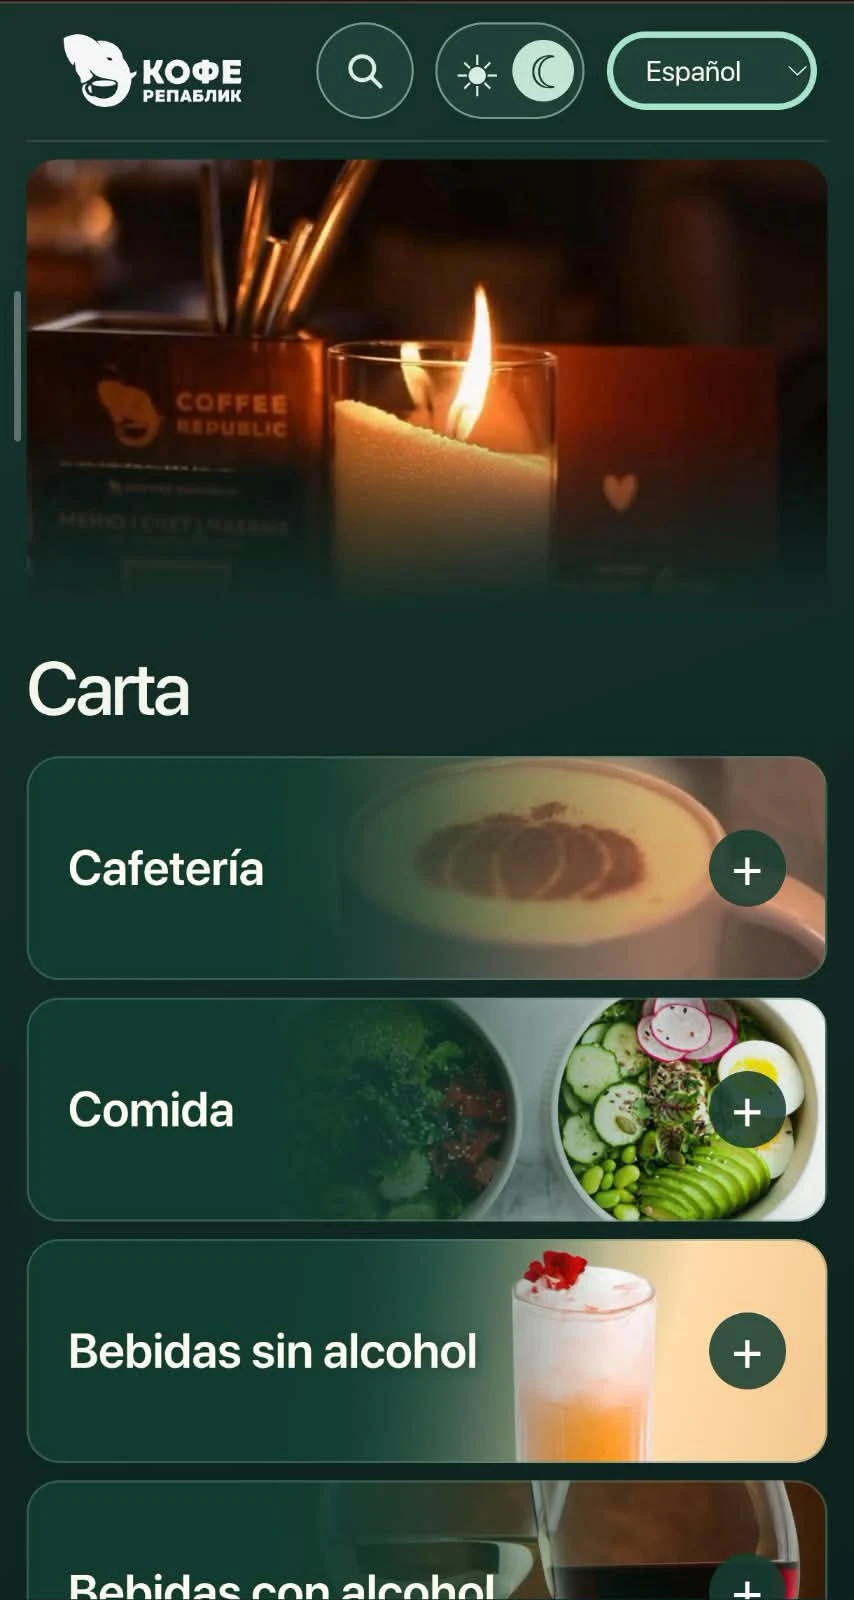 КОФЕ
РЕПАБЛИК
Español
COFFEE
REPUBLIC
Carta
Cafetería
Comida
Bebidas sin alcohol
Bebidas con alcohol